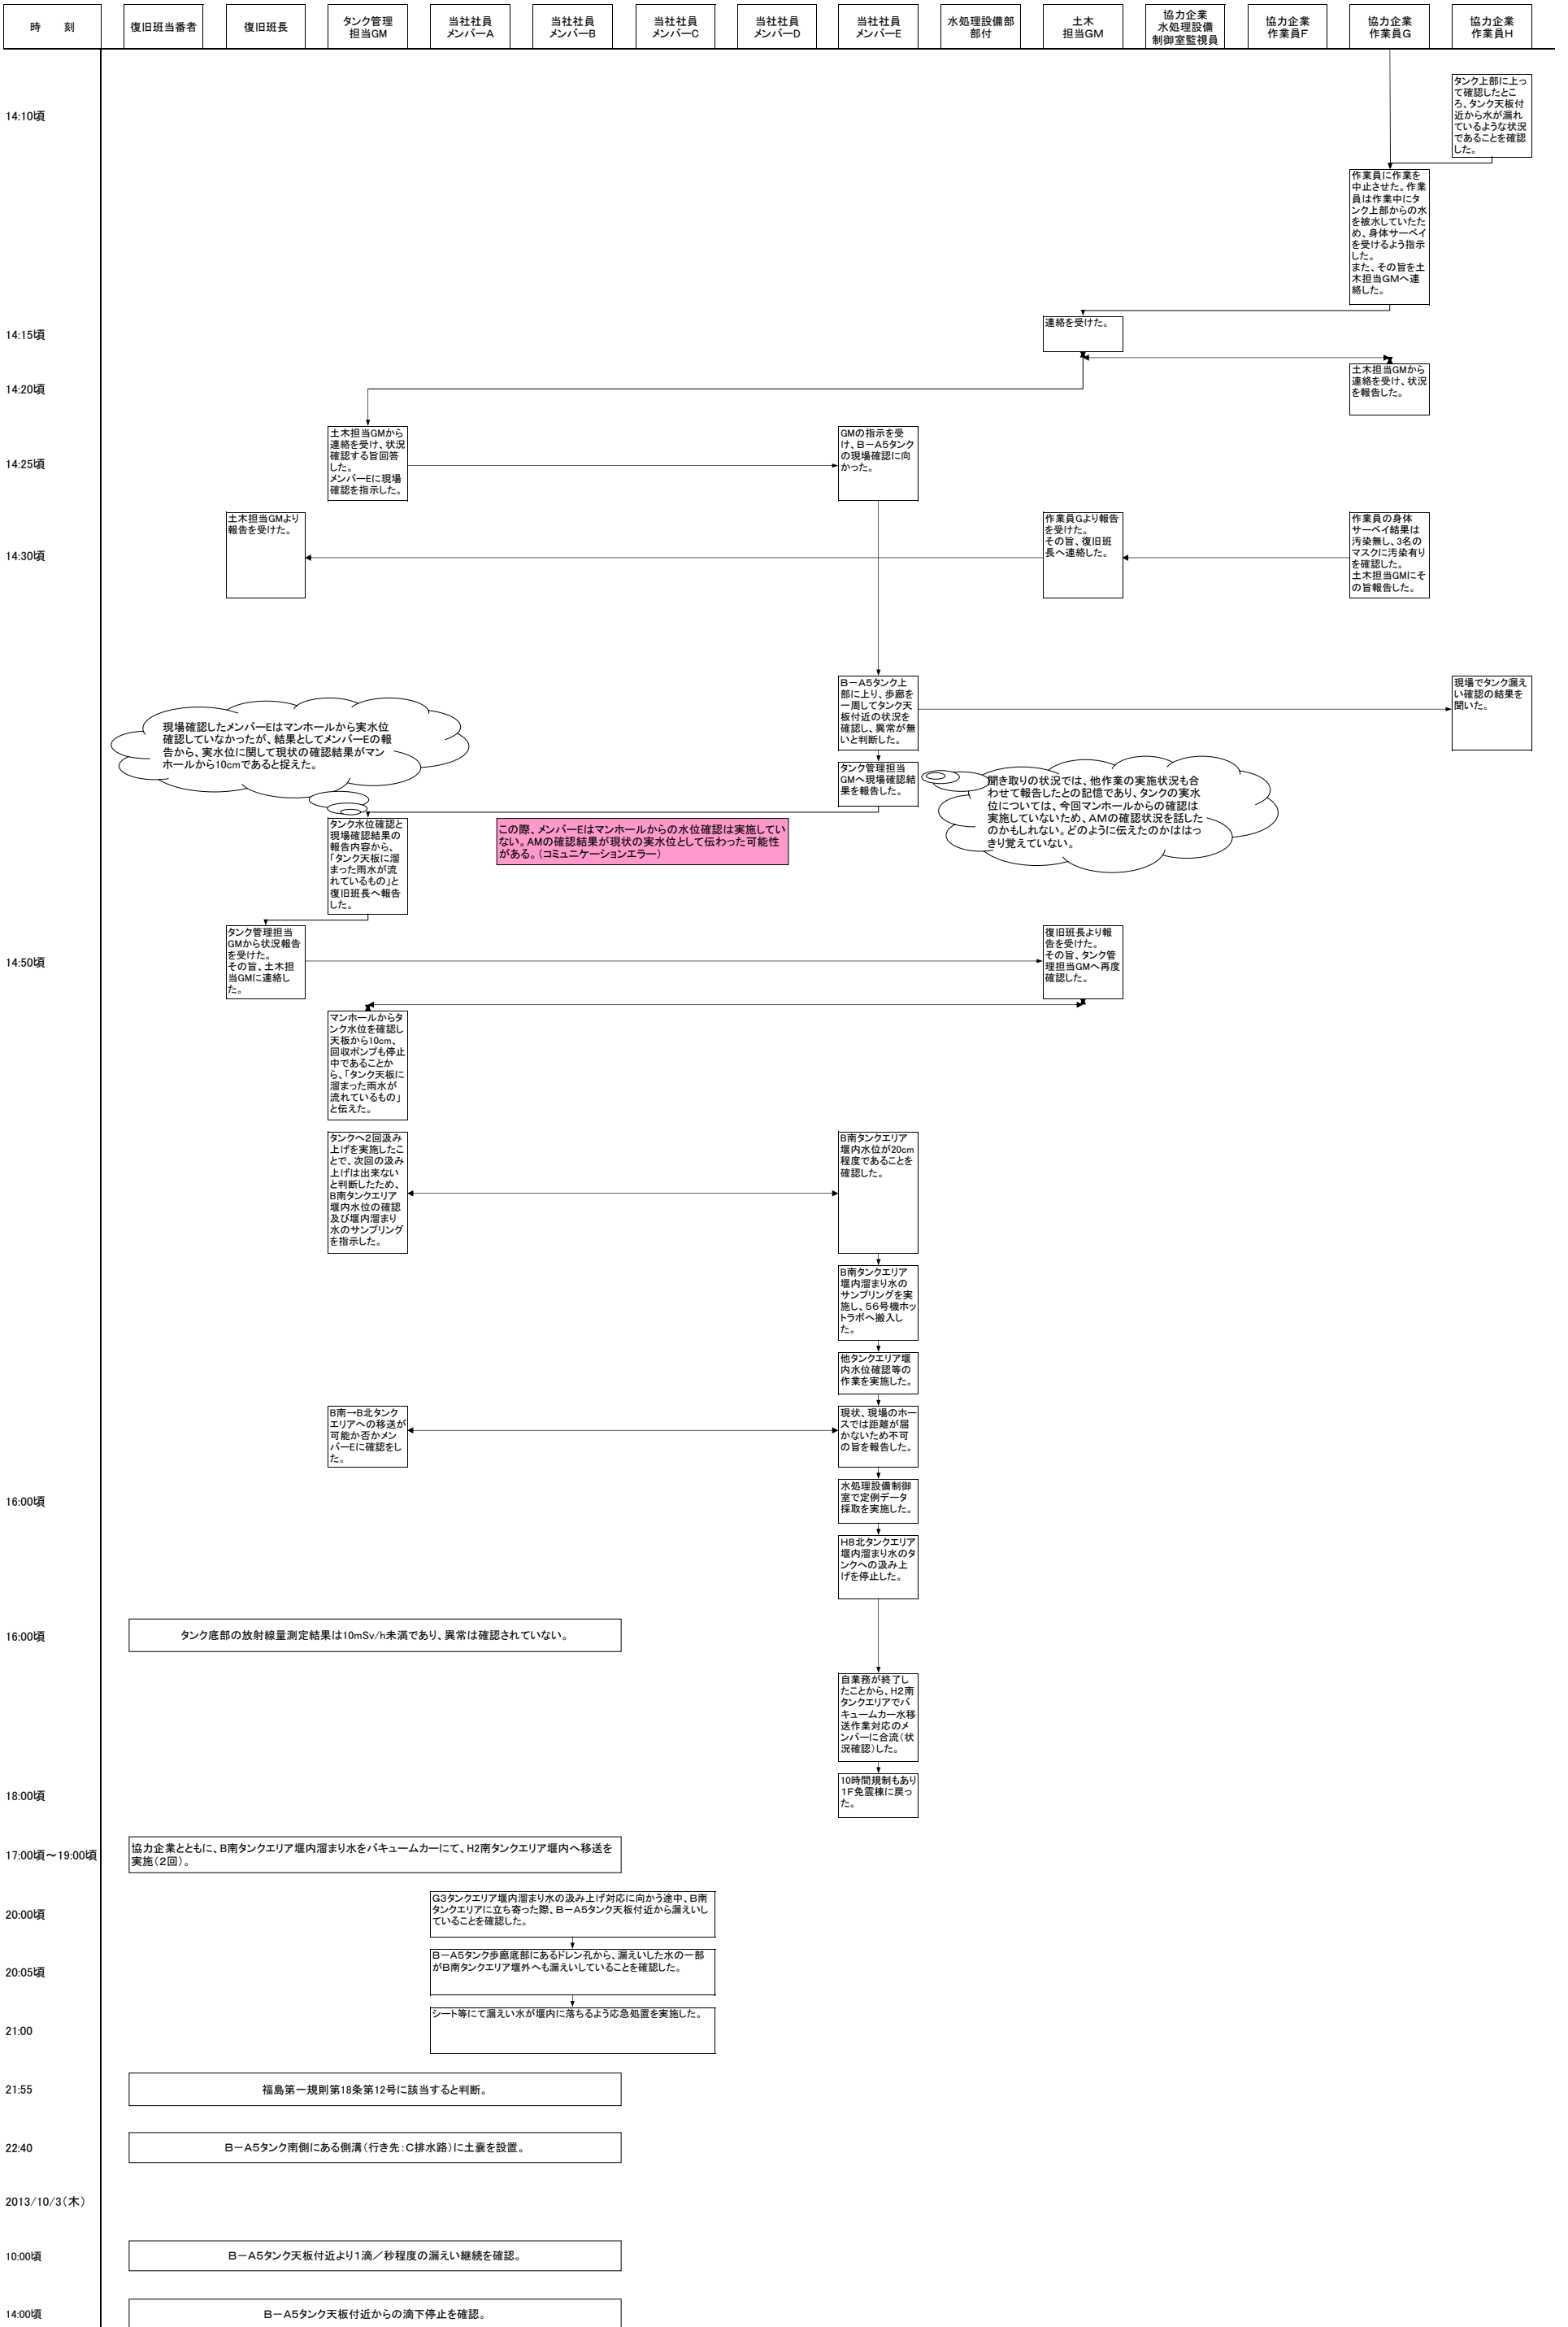 時　　刻
復旧班当番者
復旧班長
タンク管理
担当GM
当社社員
メンバーA
当社社員
メンバーB
当社社員
メンバーC
当社社員
メンバーD
当社社員
メンバーE
水処理設備部
部付
土木
担当GM
協力企業
水処理設備
制御室監視員
協力企業
作業員F
協力企業
作業員G
協力企業
作業員H
14:10頃
タンク上部に上っ
て確認したとこ
ろ、タンク天板付
近から水が漏れ
ているような状況
であることを確認
した。
作業員に作業を
中止させた。作業
員は作業中にタ
ンク上部からの水
を被水していたた
め、身体サーベイ
を受けるよう指示
した。
また、その旨を土
木担当GMへ連
絡した。
14:15頃
連絡を受けた。
14:20頃
土木担当GMから
連絡を受け、状況
を報告した。
14:25頃
土木担当GMから
連絡を受け、状況
確認する旨回答
した。
メンバーEに現場
確認を指示した。
GMの指示を受
け、B－A5タンク
の現場確認に向
かった。
14:30頃
土木担当GMより
報告を受けた。
作業員Gより報告
を受けた。
その旨、復旧班
長へ連絡した。
作業員の身体
サーベイ結果は
汚染無し、3名の
マスクに汚染有り
を確認した。
土木担当GMにそ
の旨報告した。
B－A5タンク上
部に上り、歩廊を
一周してタンク天
板付近の状況を
確認し、異常が無
いと判断した。
現場でタンク漏え
い確認の結果を
聞いた。
現場確認したメンバーEはマンホールから実水位
確認していなかったが、結果としてメンバーEの報
告から、実水位に関して現状の確認結果がマン
ホールから10cmであると捉えた。
タンク管理担当
GMへ現場確認結
果を報告した。
聞き取りの状況では、他作業の実施状況も合
わせて報告したとの記憶であり、タンクの実水
位については、今回マンホールからの確認は
実施していないため、AMの確認状況を話した
のかもしれない。どのように伝えたのかははっ
きり覚えていない。
タンク水位確認と
現場確認結果の
報告内容から、
「タンク天板に溜
まった雨水が流
れているもの」と
復旧班長へ報告
した。
この際、メンバーEはマンホールからの水位確認は実施してい
ない。AMの確認結果が現状の実水位として伝わった可能性
がある。（コミュニケーションエラー）
14:50頃
タンク管理担当
GMから状況報告
を受けた。
その旨、土木担
当GMに連絡し
た。
復旧班長より報
告を受けた。
その旨、タンク管
理担当GMへ再度
確認した。
マンホールからタ
ンク水位を確認し
天板から10cm、
回収ポンプも停止
中であることか
ら、「タンク天板に
溜まった雨水が
流れているもの」
と伝えた。
タンクへ2回汲み
上げを実施したこ
とで、次回の汲み
上げは出来ない
と判断したため、
B南タンクエリア
堰内水位の確認
及び堰内溜まり
水のサンプリング
を指示した。
B南タンクエリア
堰内水位が20cm
程度であることを
確認した。
B南タンクエリア
堰内溜まり水の
サンプリングを実
施し、56号機ホッ
トラボへ搬入し
た。
他タンクエリア堰
内水位確認等の
作業を実施した。
B南→B北タンク
エリアへの移送が
可能か否かメン
バーEに確認をし
た。
現状、現場のホー
スでは距離が届
かないため不可
の旨を報告した。
16:00頃
水処理設備制御
室で定例データ
採取を実施した。
H8北タンクエリア
堰内溜まり水のタ
ンクへの汲み上
げを停止した。
16:00頃
タンク底部の放射線量測定結果は10mSv/h未満であり、異常は確認されていない。
自業務が終了し
たことから、H2南
タンクエリアでバ
キュームカー水移
送作業対応のメ
ンバーに合流（状
況確認）した。
18:00頃
10時間規制もあり
1F免震棟に戻っ
た。
17:00頃～19:00頃
協力企業とともに、B南タンクエリア堰内溜まり水をバキュームカーにて、H2南タンクエリア堰内へ移送を
実施（2回）。
20:00頃
G3タンクエリア堰内溜まり水の汲み上げ対応に向かう途中、B南
タンクエリアに立ち寄った際、B－A5タンク天板付近から漏えいし
ていることを確認した。
20:05頃
B－A5タンク歩廊底部にあるドレン孔から、漏えいした水の一部
がB南タンクエリア堰外へも漏えいしていることを確認した。
21:00
シート等にて漏えい水が堰内に落ちるよう応急処置を実施した。
21:55
福島第一規則第18条第12号に該当すると判断。
22:40
B－A5タンク南側にある側溝（行き先：C排水路）に土嚢を設置。
2013/10/3（木）
10:00頃
B－A5タンク天板付近より1滴／秒程度の漏えい継続を確認。
14:00頃
B－A5タンク天板付近からの滴下停止を確認。